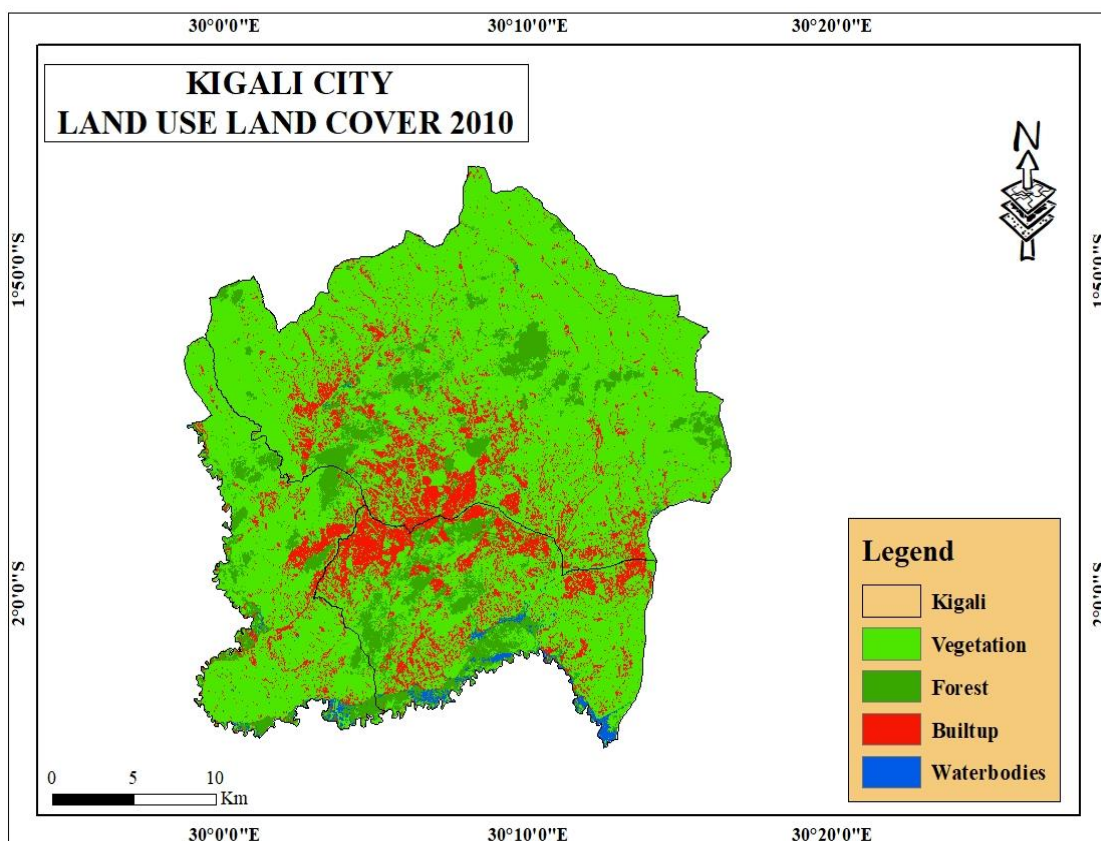 30°0'0"E 30°10'0"E 30°20'0"E
KIGALI CITY
LAND USE LAND COVER 2010
N
1°50'0"S 1°50'0"S
2°0'0"S 2°0'0"S
Legend
Kigali
Vegetation
Forest
Builtup
Waterbodies
0 5 10
Km
30°0'0"E 30°10'0"E 30°20'0"E